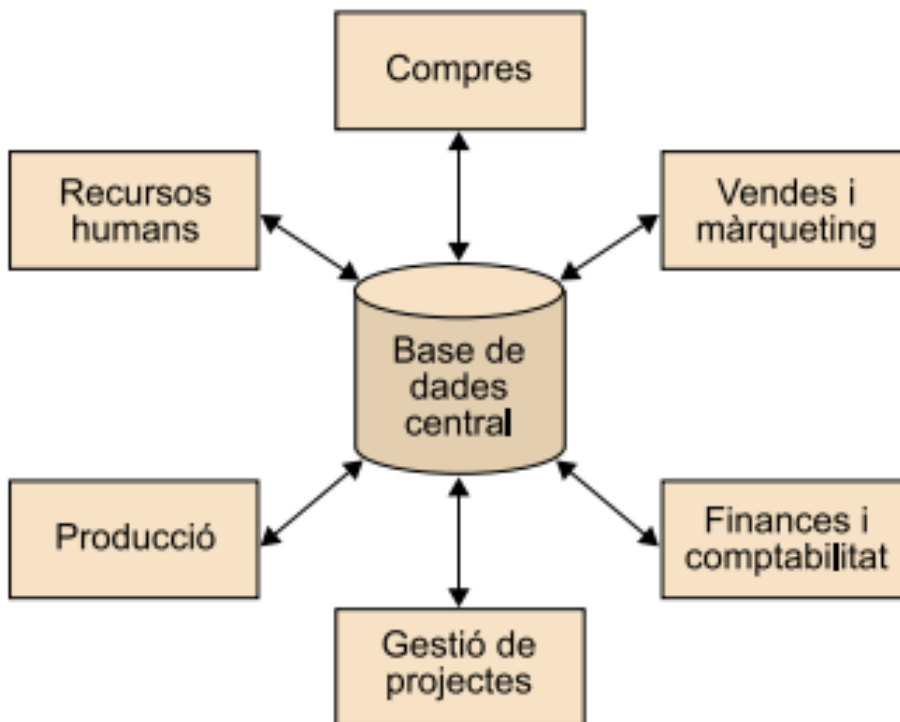 Compres
Recursos
humans
Vendes i
màrqueting
Base de
dades
central
Producció
Finances i
comptabilitat
Gestió de
projectes